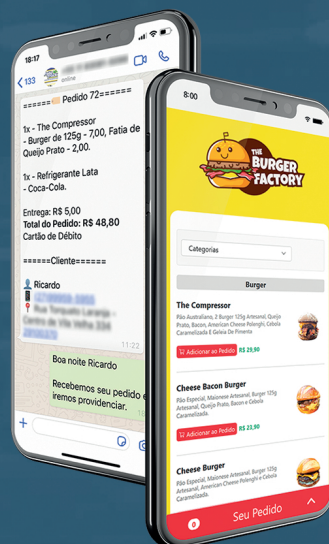 18:17
133
online
======🍔 Pedido 72======
1x - The Compressor
- Burger de 125g - 7,00, Fatia de
Queijo Prato - 2,00.
1x - Refrigerante Lata
- Coca-Cola.
Entrega: R$ 5,00
Total do Pedido: R$ 48,80
Cartão de Débito
======Cliente======
Ricardo
11:22
Boa noite Ricardo
Recebemos seu pedido e
iremos providenciar.
8:00
THE
BURGER
FACTORY
Categorias
Burger
The Compressor
Pão Australiano, 2 Burger 125g Artesanal, Queijo
Prato, Bacon, American Cheese Polenghi, Cebola
Caramelizada E Geleia De Pimenta
Adicionar ao Pedido R$ 29,90
Cheese Bacon Burger
Pão Especial, Maionese Artesanal, Burger 125g
Artesanal, Queijo Prato, Bacon e Cebola
Caramelizada.
Adicionar ao Pedido R$ 23,90
Cheese Burger
Pão Especial, Maionese Artesanal, Burger 125g
Artesanal, American Cheese Polenghi e Cebola
Caramelizada.
0 Seu Pedido